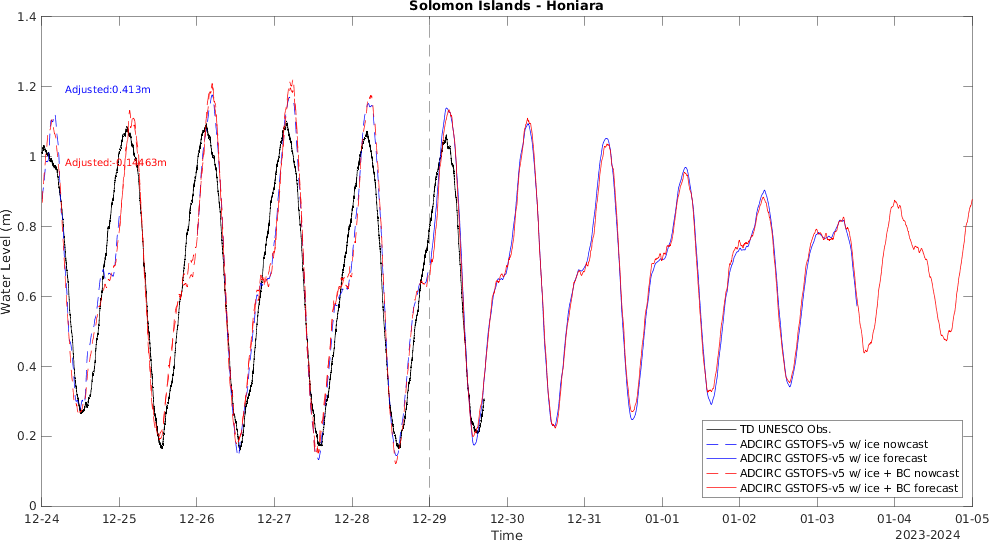 Solomon Islands - Honiara
1.4
1.2
1
0.8
0.6
0.4
0.2
0
Water Level (m)
Adjusted:0.413m
Adjusted:-0.14463m
TD UNESCO Obs.
ADCIRC GSTOFS-v5 w/ ice nowcast
ADCIRC GSTOFS-v5 w/ ice forecast
ADCIRC GSTOFS-v5 w/ ice + BC nowcast
ADCIRC GSTOFS-v5 w/ ice + BC forecast
12-24 12-25 12-26 12-27 12-28 12-29 12-30 12-31 01-01 01-02 01-03 01-04 01-05
Time
2023-2024